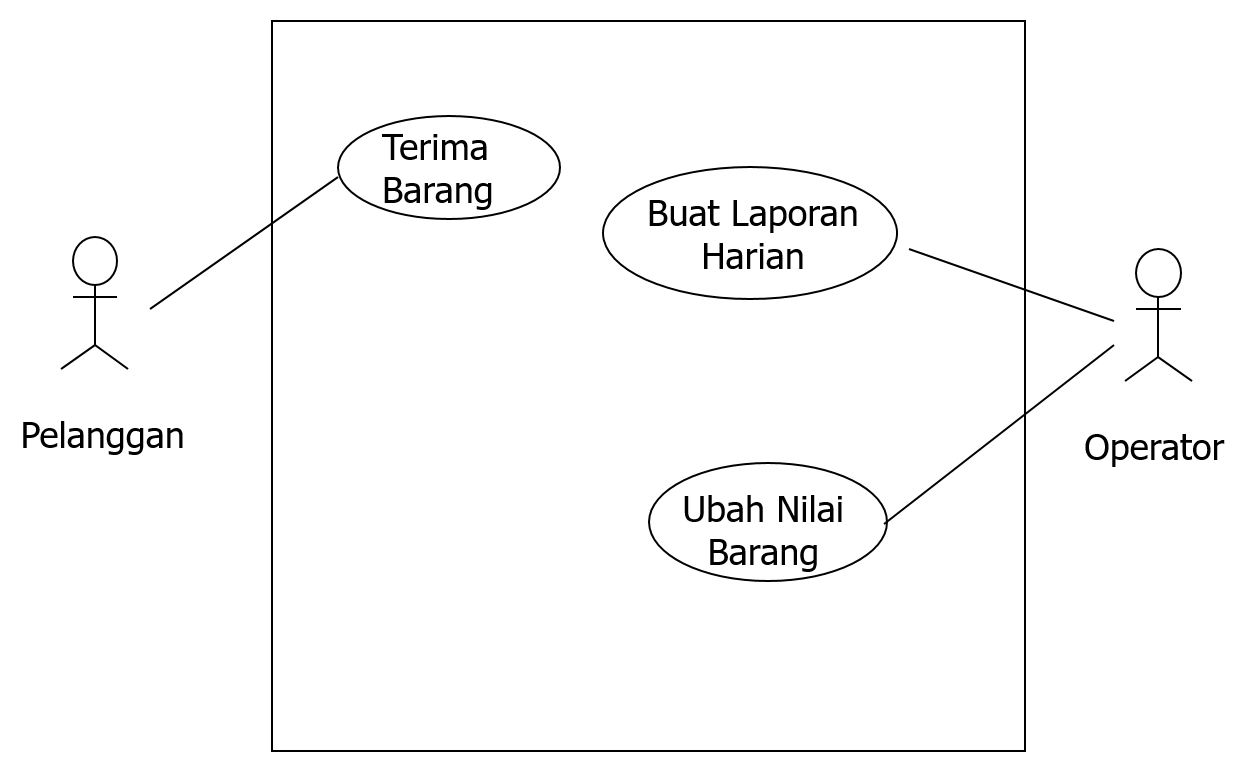 Terima
Barang
Buat Laporan
Harian
Pelanggan
Operator
Ubah Nilai
Barang